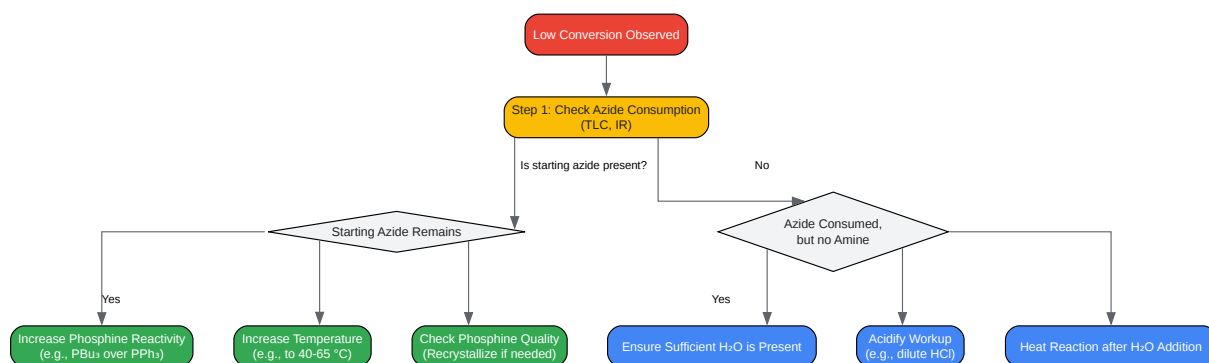 Low Conversion Observed
Step 1: Check Azide Consumption
(TLC, IR)
Is starting azide present?
No
Starting Azide Remains
Azide Consumed,
but no Amine
Yes
Yes
Increase Phosphine Reactivity
(e.g., PBu₃ over PPh₃)
Increase Temperature
(e.g., to 40-65 °C)
Check Phosphine Quality
(Recrystallize if needed)
Ensure Sufficient H₂O is Present
Acidify Workup
(e.g., dilute HCl)
Heat Reaction after H₂O Addition